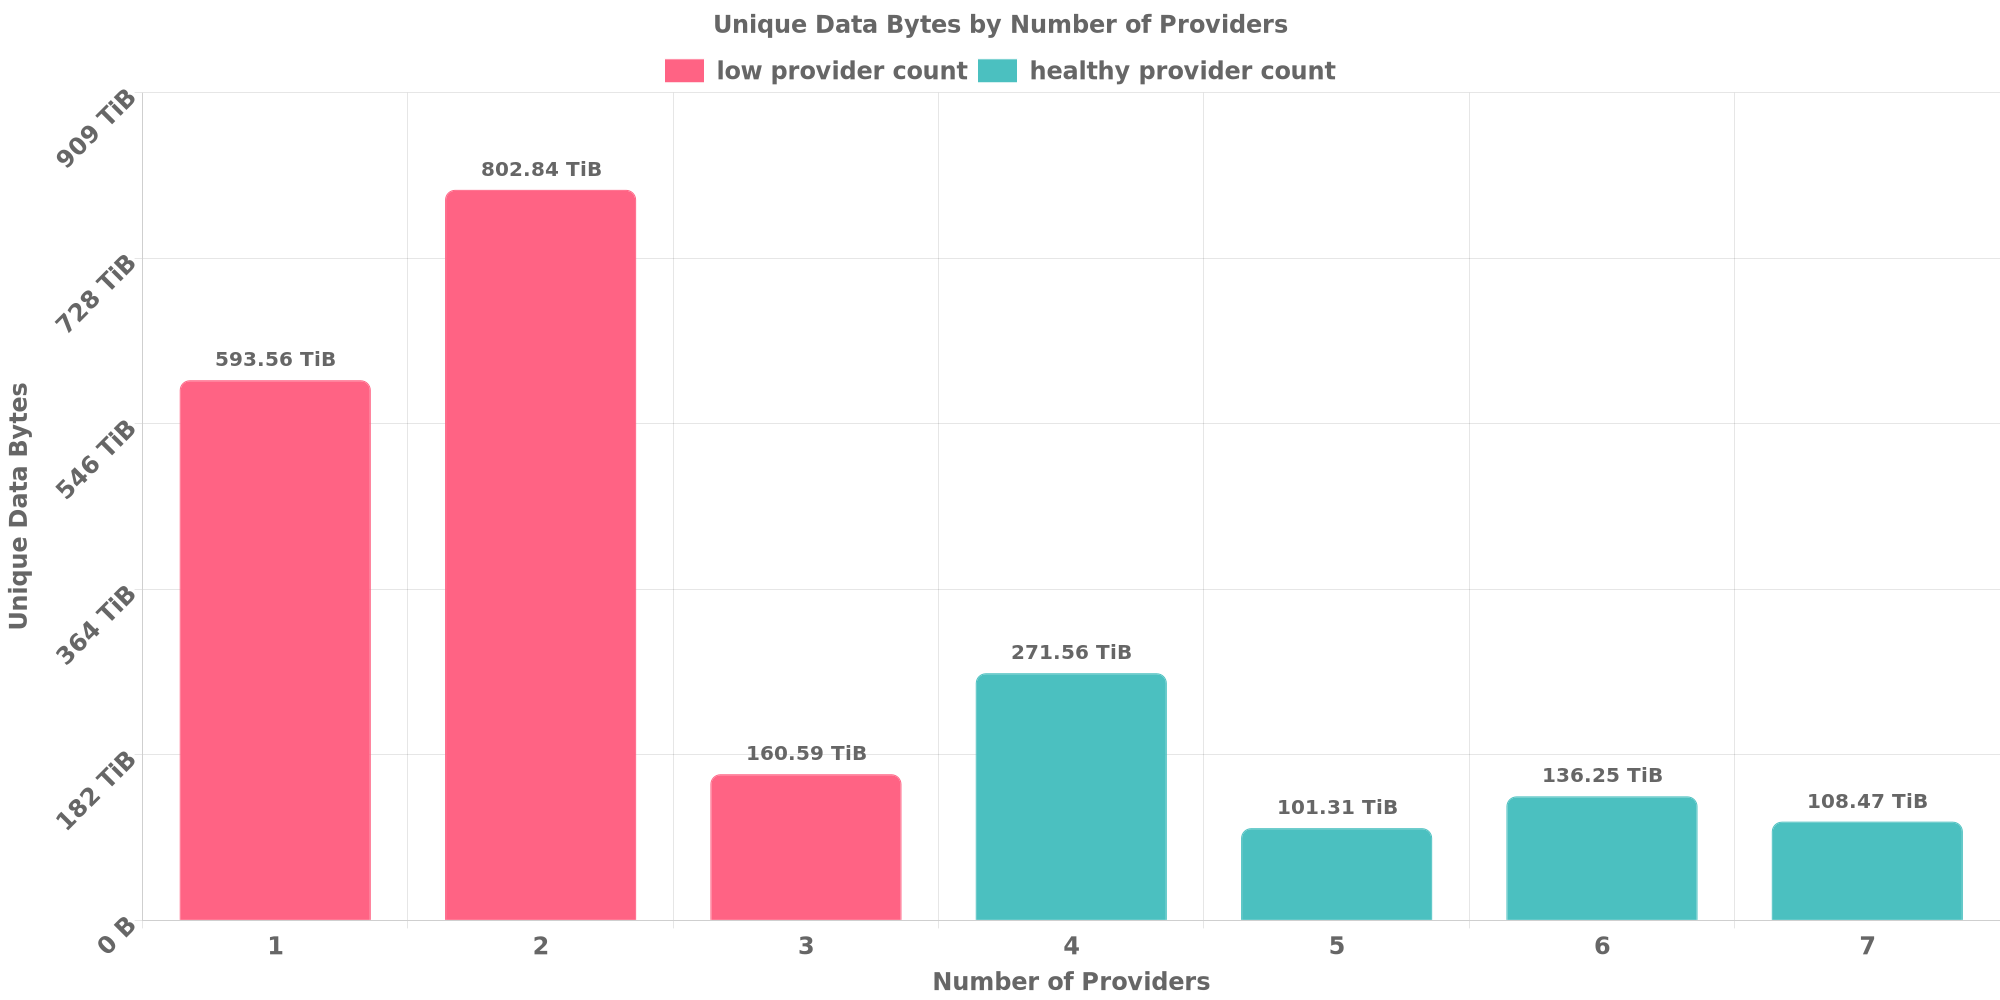 Unique Data Bytes by Number of Providers
low provider count
healthy provider count
909 TiB
728 TiB
546 TiB
364 TiB
182 TiB
0 B
Unique Data Bytes
593.56 TiB
802.84 TiB
160.59 TiB
271.56 TiB
101.31 TiB
136.25 TiB
108.47 TiB
1 2 3 4 5 6 7
Number of Providers